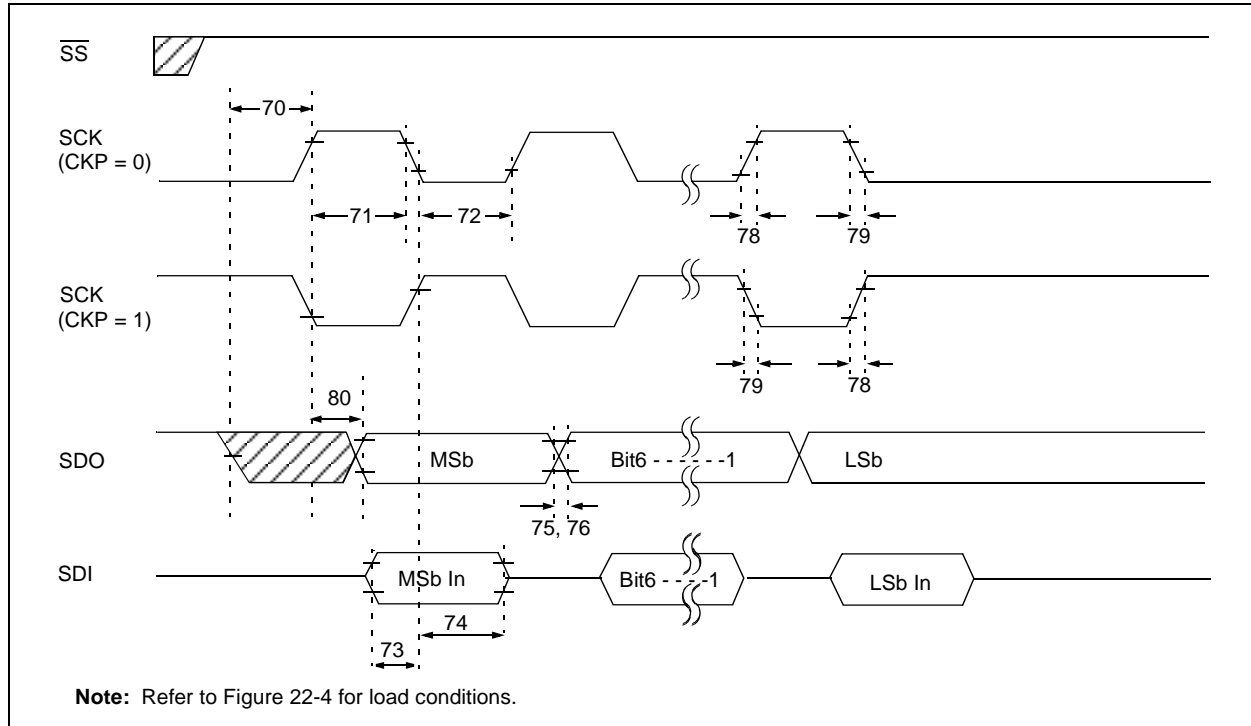 SS
70
SCK
(CKP = 0)
71
72
78
79
SCK
(CKP = 1)
79
78
80
SDO
MSb
Bit6 - - - - - -1
LSb
75, 76
SDI
MSb In
Bit6 - - - - -1
LSb In
74
73
Note: Refer to Figure 22-4 for load conditions.